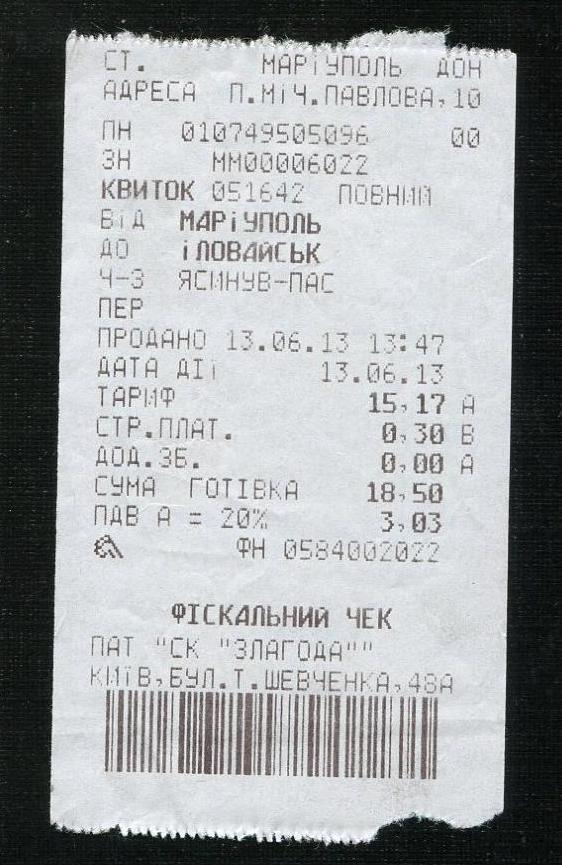 СТ. МАРіУПОЛЬ ДОН
АДРЕСА П.МіЧ.ПАВЛОВА,10
ПН 010749505096 00
ЗН ММ00006022
КВИТОК 051642 ПОВНИЙ
ВіД МАРіУПОЛЬ
ДО іЛОВАЙСЬК
Ч-З ЯСИНУВ-ПАС
ПЕР
ПРОДАНО 13.06.13 13:47
ДАТА ДІЇ 13.06.13
ТАРИФ 15,17 А
СТР.ПЛАТ. 0,30 В
ДОД.ЗБ. 0,00 А
СУМА ГОТІВКА 18,50
ПДВ А = 20% 3,03
ФН 0584002022
ФІСКАЛЬНИЙ ЧЕК
ПАТ "СК "ЗЛАГОДА""
КИЇВ,БУЛ.Т.ШЕВЧЕНКА,48А